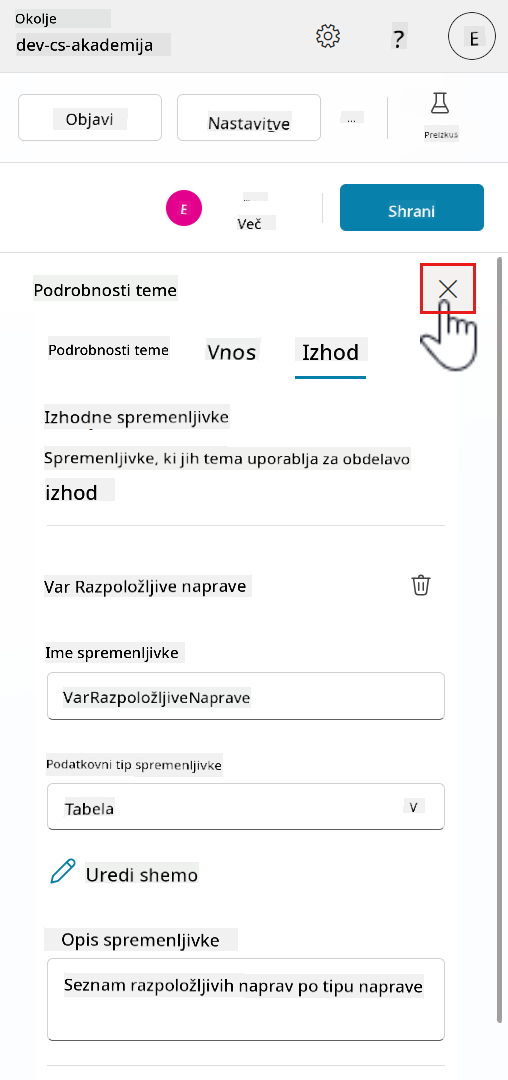 Okolje
dev-cs-akademija
?
E
Objavi
Nastavitve
...
Preizkus
E
...
Več
Shrani
Podrobnosti teme
Podrobnosti teme
Vnos
Izhod
Izhodne spremenljivke
Spremenljivke, ki jih tema uporablja za obdelavo
izhod
Var Razpoložljive naprave
Ime spremenljivke
VarRazpoložljiveNaprave
Podatkovni tip spremenljivke
Tabela
V
Uredi shemo
Opis spremenljivke
Seznam razpoložljivih naprav po tipu naprave